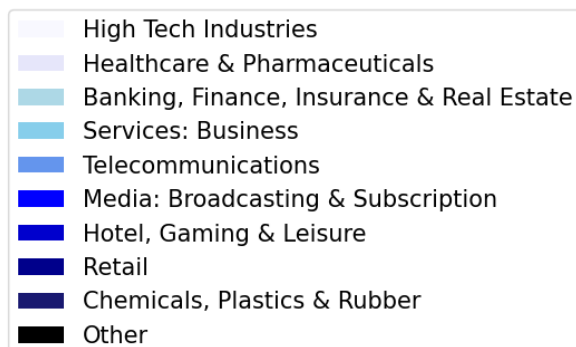 High Tech Industries
Healthcare & Pharmaceuticals
Banking, Finance, Insurance & Real Estate
Services: Business
Telecommunications
Media: Broadcasting & Subscription
Hotel, Gaming & Leisure
Retail
Chemicals, Plastics & Rubber
Other